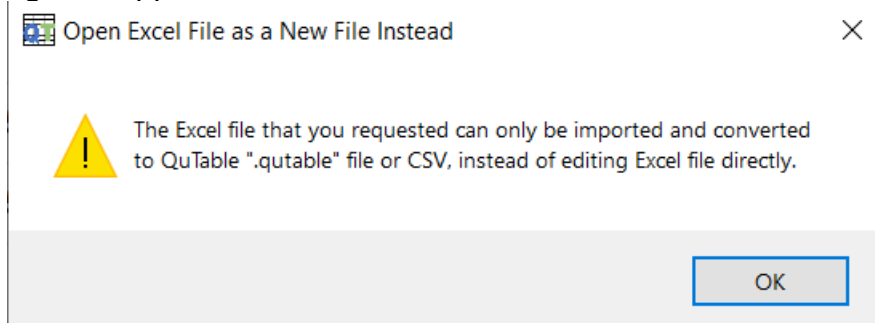 Open Excel File as a New File Instead
The Excel file that you requested can only be imported and converted
to QuTable ".qutable" file or CSV, instead of editing Excel file directly.
OK